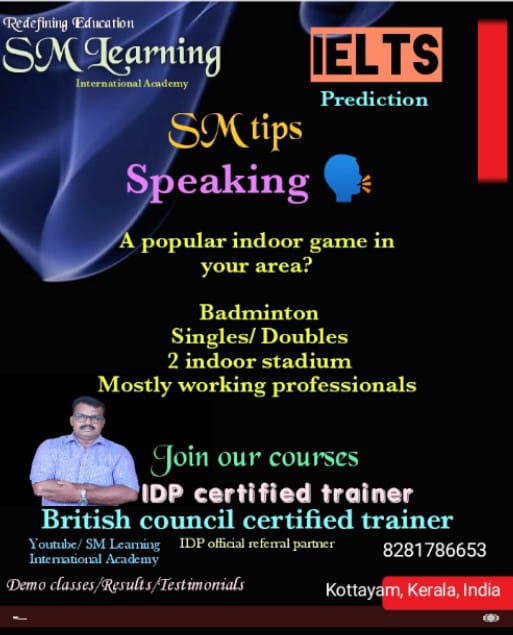 Redefining Education
SM Learning
International Academy
IELTS
Prediction
SM tips
Speaking
A popular indoor game in
your area?
Badminton
Singles/ Doubles
2 indoor stadium
Mostly working professionals
Join our courses
IDP certified trainer
British council certified trainer
Youtube/ SM Learning
International Academy
IDP official referral partner
8281786653
Demo classes/Results/Testimonials
Kottayam, Kerala, India